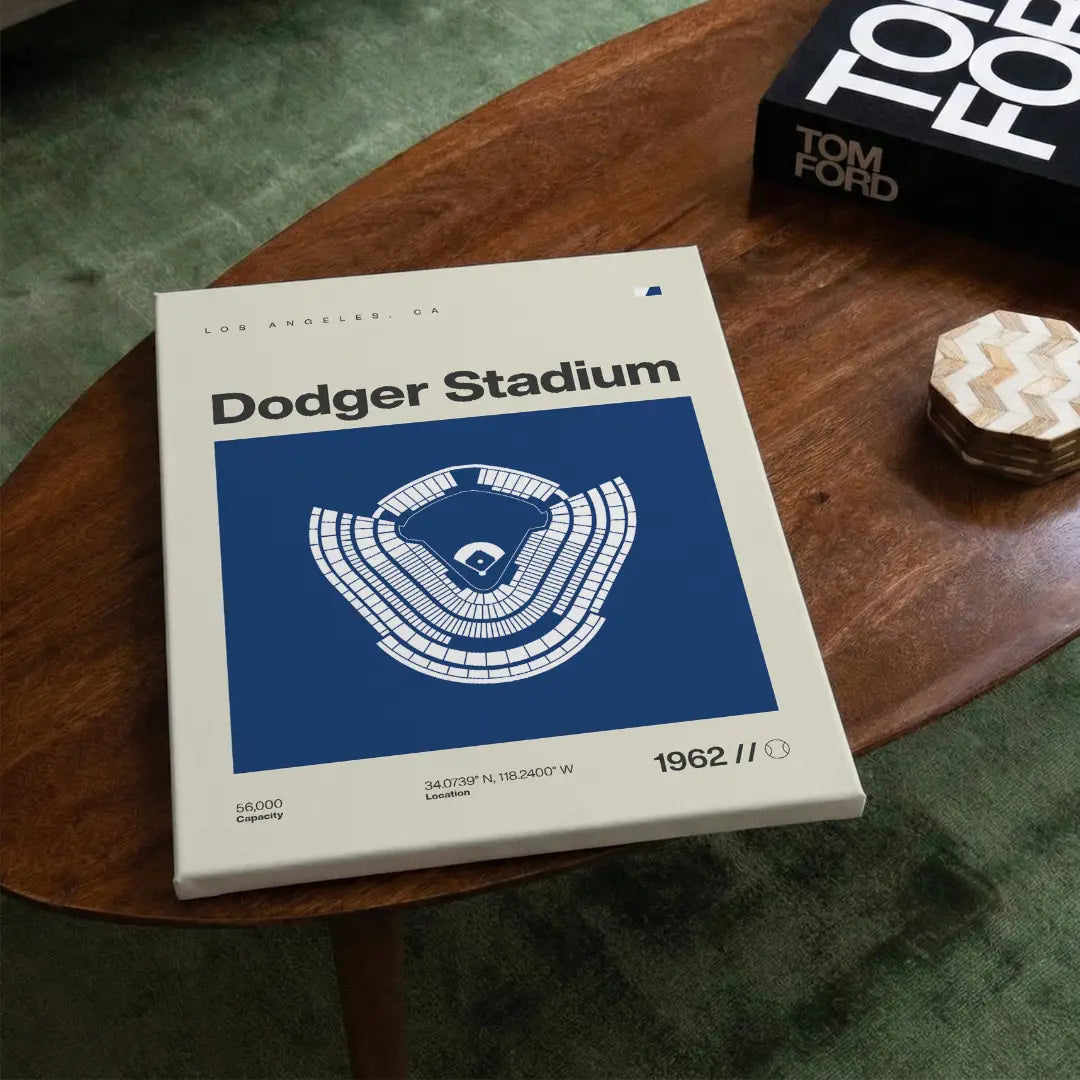 TOM
FORD
TOM
FORD
LOS ANGELES, CA
Dodger Stadium
56,000
Capacity
34.0739° N, 118.2400° W
Location
1962 //